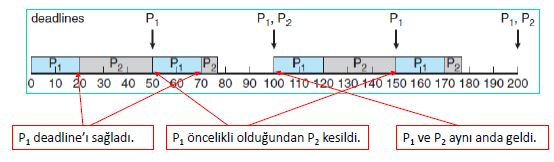 deadlines P₁ P₁, P₂ P₁ P₁, P₂
P₁ P₂ P₁ P₂ P₁ P₂ P₁ P₂
0 10 20 30 40 50 60 70 80 90 100 110 120 130 140 150 160 170 180 190 200
P₁ deadline’ı sağladı. P₁ öncelikli olduğundan P₂ kesildi. P₁ ve P₂ aynı anda geldi.